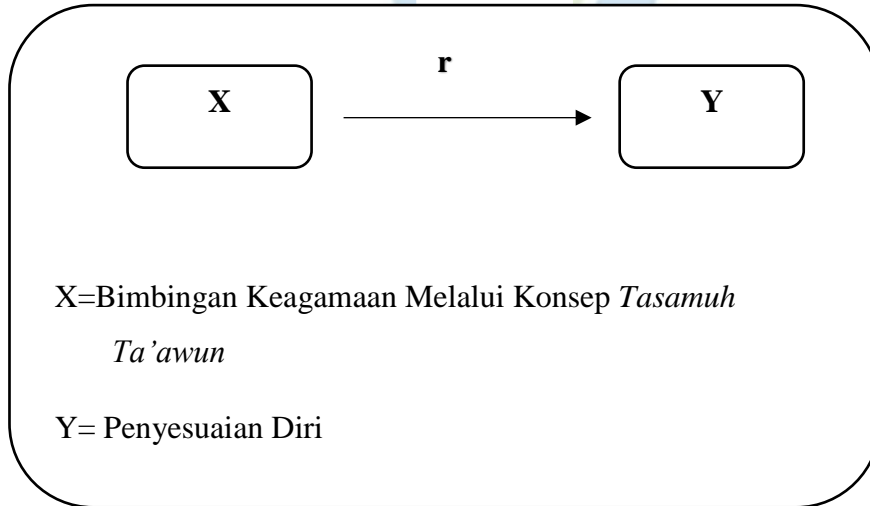 r
X Y
X=Bimbingan Keagamaan Melalui Konsep Tasamuh
Ta’awun
Y= Penyesuaian Diri